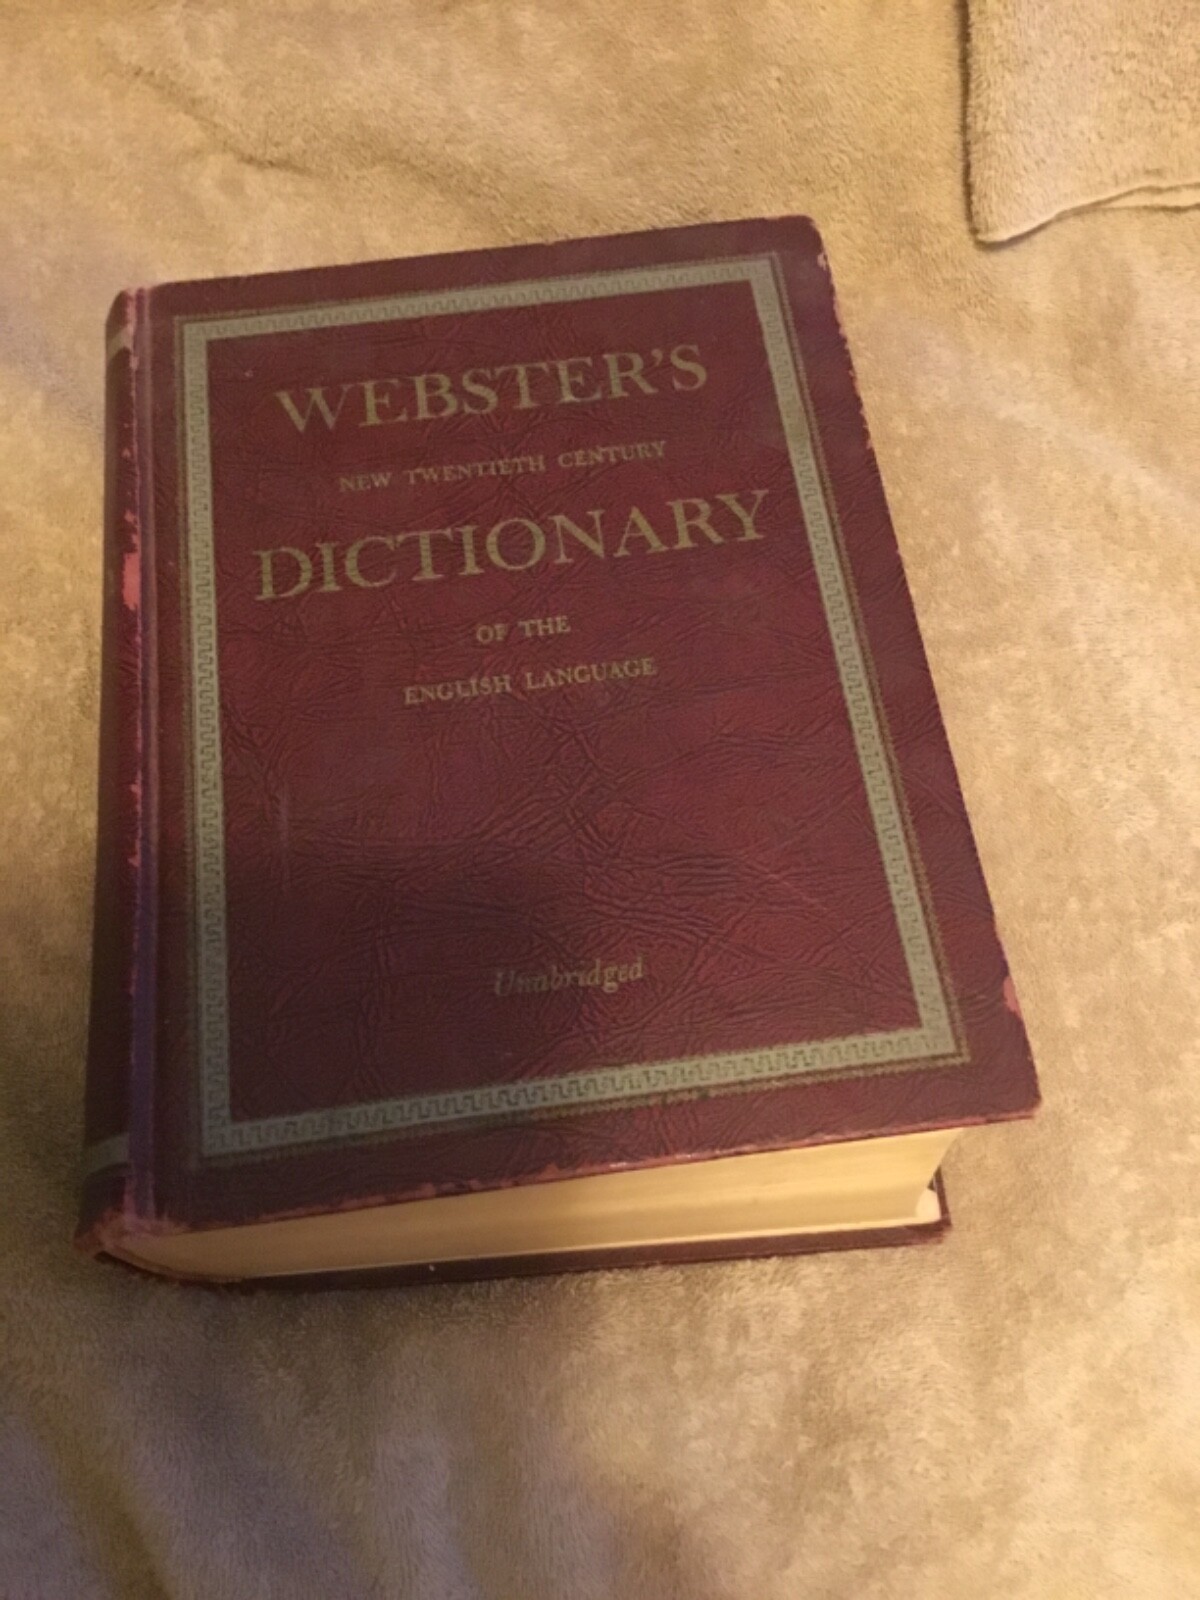 WEBSTER'S
NEW TWENTIETH CENTURY
DICTIONARY
OF THE
ENGLISH LANGUAGE
Unabridged